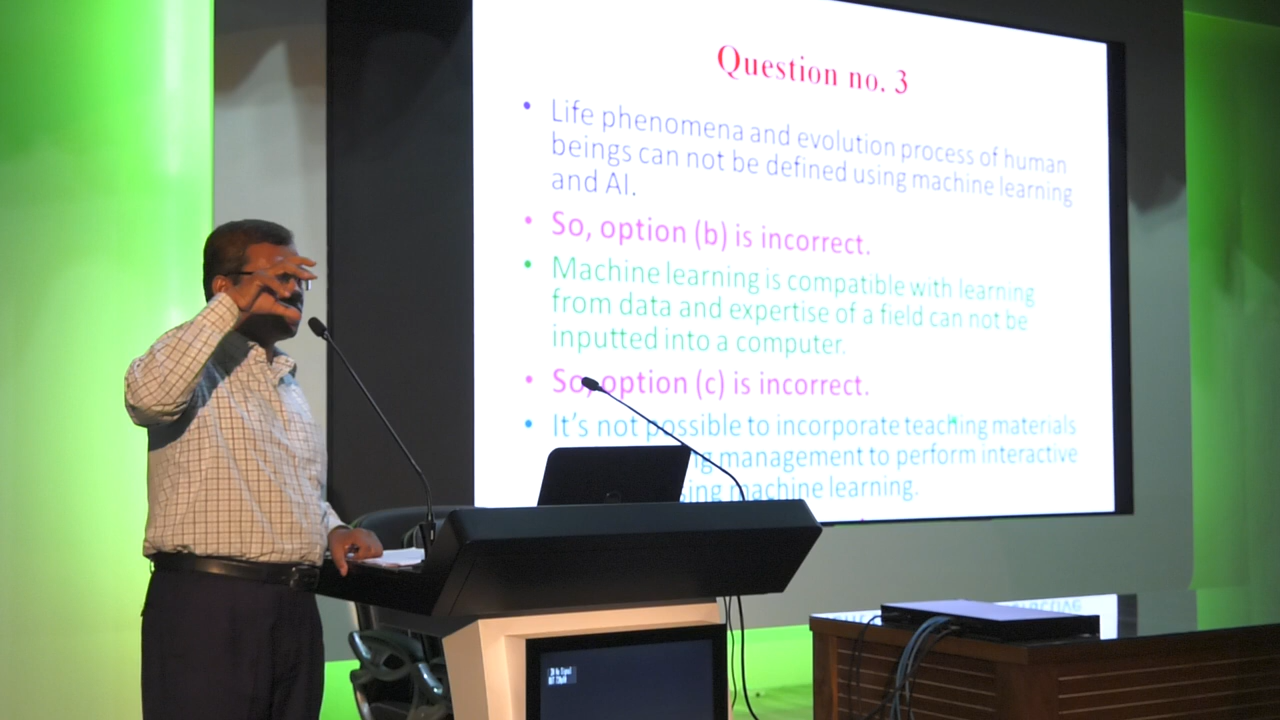 Question no. 3
• Life phenomena and evolution process of human
beings can not be defined using machine learning
and AI.
• So, option (b) is incorrect.
• Machine learning is compatible with learning
from data and expertise of a field can not be
inputted into a computer.
• So, option (c) is incorrect.
• It's not possible to incorporate teaching materials
management to perform interactive
machine learning.